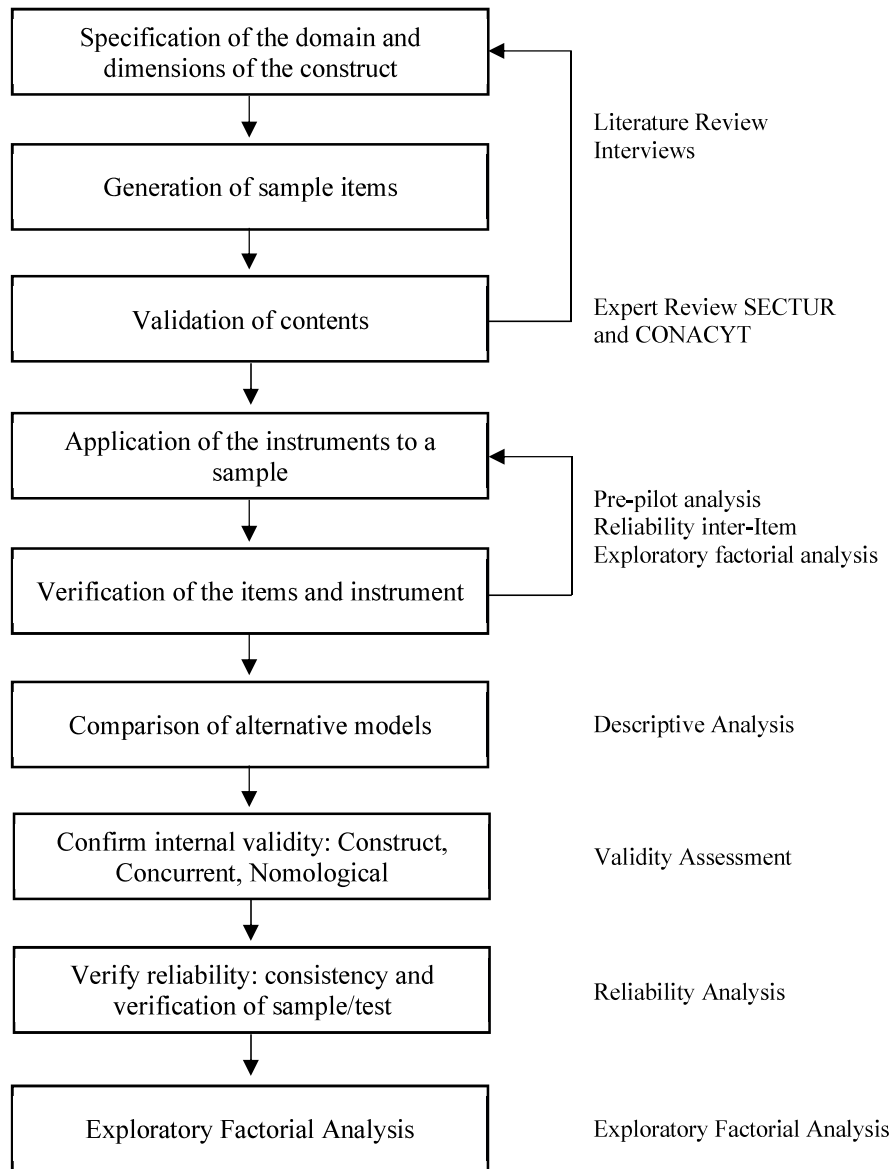 Specification of the domain and
dimensions of the construct
Literature Review
Interviews
Generation of sample items
Validation of contents
Expert Review SECTUR
and CONACYT
Application of the instruments to a
sample
Pre-pilot analysis
Reliability inter-Item
Exploratory factorial analysis
Verification of the items and instrument
Comparison of alternative models
Descriptive Analysis
Confirm internal validity: Construct,
Concurrent, Nomological
Validity Assessment
Verify reliability: consistency and
verification of sample/test
Reliability Analysis
Exploratory Factorial Analysis
Exploratory Factorial Analysis